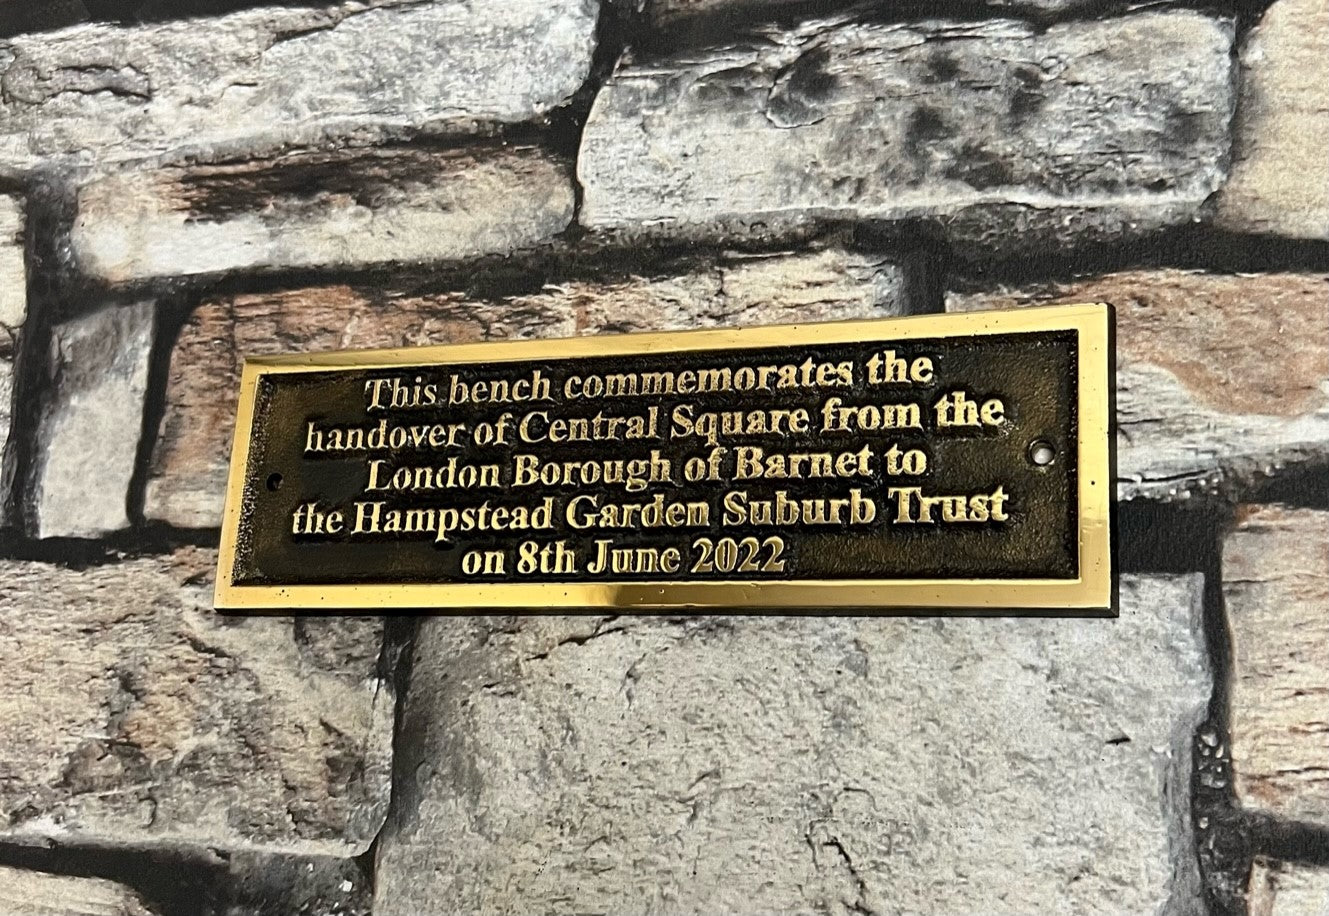 This bench commemorates the
handover of Central Square from the
London Borough of Barnet to
the Hampstead Garden Suburb Trust
on 8th June 2022